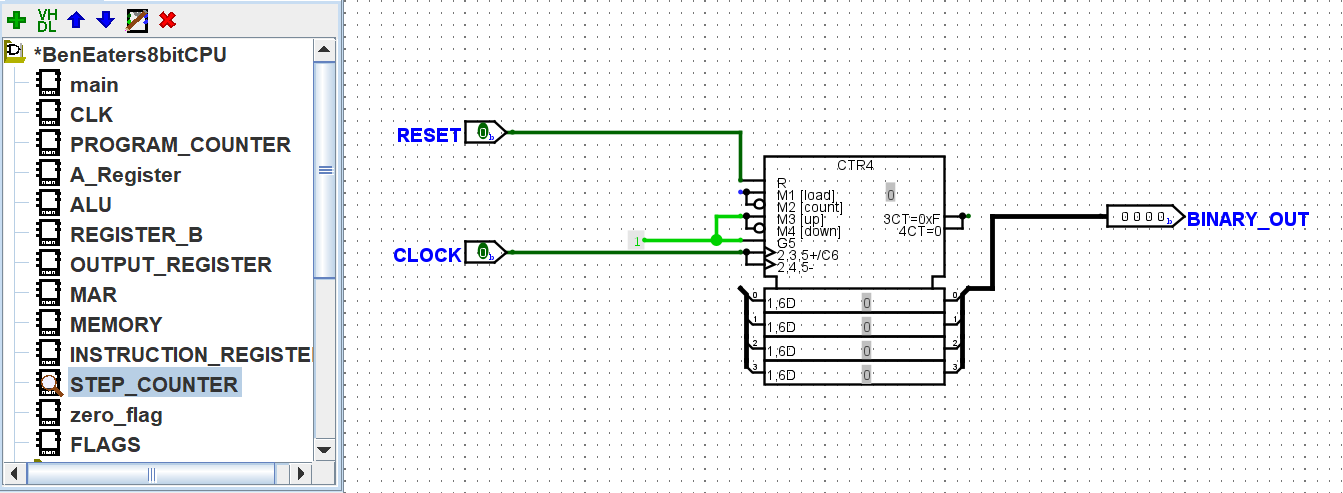 VH
DL
*BenEaters8bitCPU
main
CLK
PROGRAM_COUNTER
A_Register
ALU
REGISTER_B
OUTPUT_REGISTER
MAR
MEMORY
INSTRUCTION_REGISTE
STEP_COUNTER
zero_flag
FLAGS
RESET 0b
CLOCK 0b
1
CTR4
R
M1 [load] 0
M2 [count]
M3 [up] 3CT=0xF
M4 [down] 4CT=0
G5
2,3,5+/C6
2,4,5-
0 1,6D 0 0
1 1,6D 0 1
2 1,6D 0 2
3 1,6D 0 3
0000b BINARY_OUT